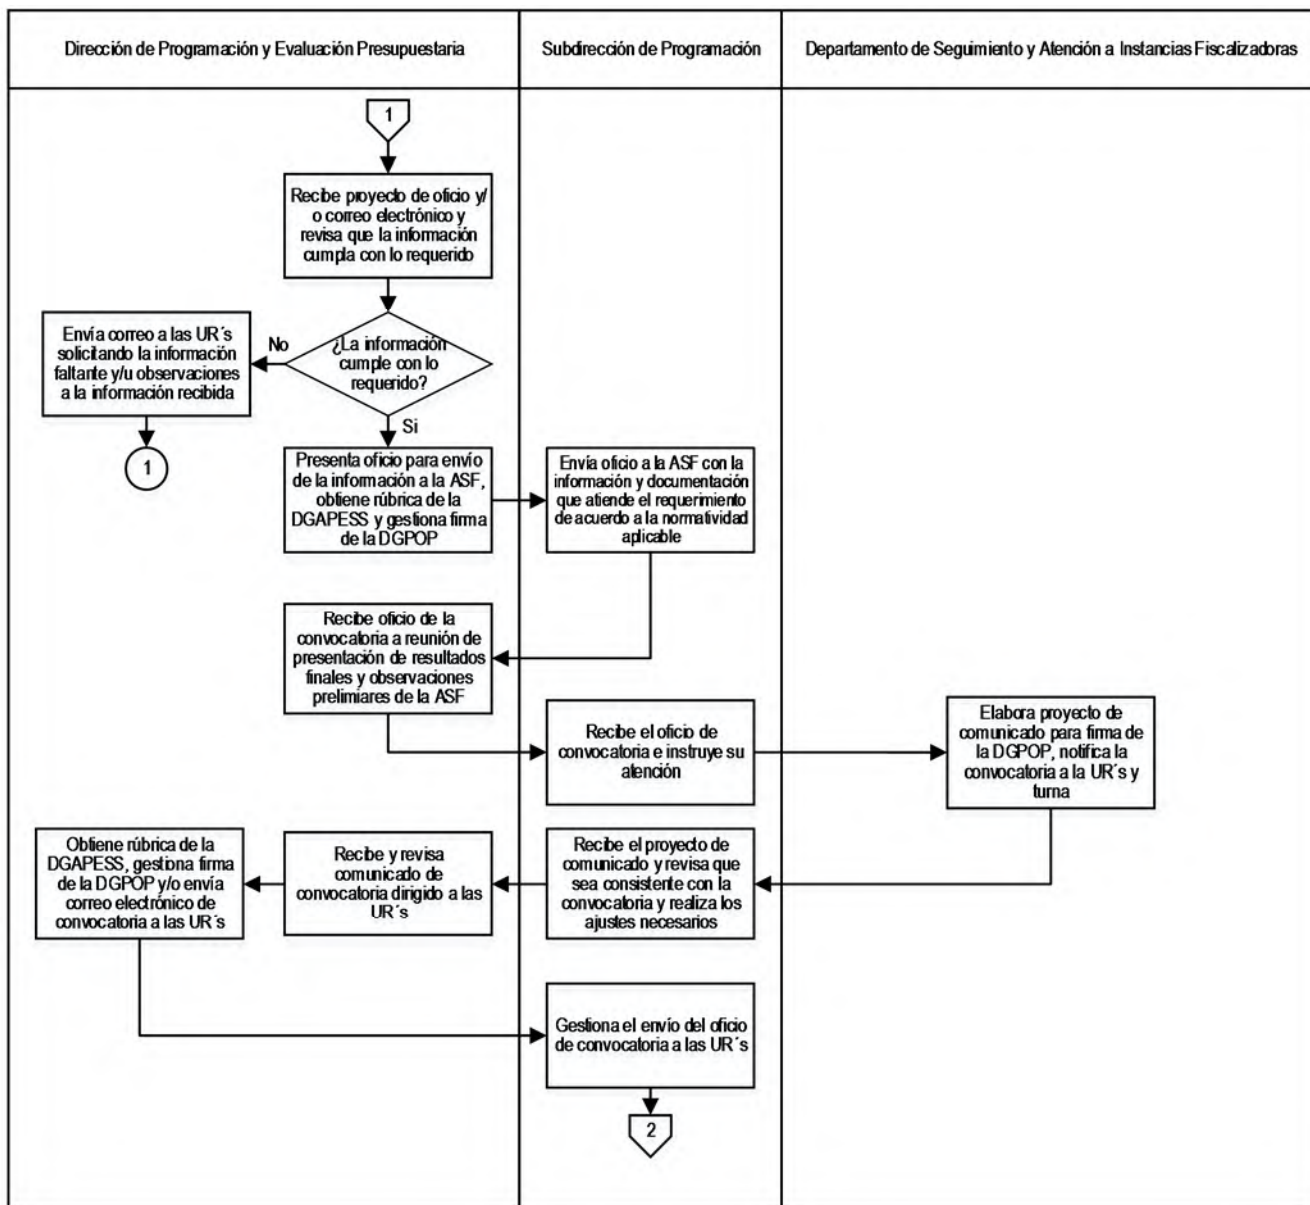 Dirección de Programación y Evaluación Presupuestaria
Subdirección de Programación
Departamento de Seguimiento y Atención a Instancias Fiscalizadoras
1
Recibe proyecto de oficio y/
o correo electrónico y
revisa que la información
cumpla con lo requerido
¿La información
cumple con lo
requerido?
No
Envía correo a las UR´s
solicitando la información
faltante y/u observaciones
a la información recibida
1
Si
Presenta oficio para envío
de la información a la ASF,
obtiene rúbrica de la
DGAPESS y gestiona firma
de la DGPOP
Envía oficio a la ASF con la
información y documentación
que atiende el requerimiento
de acuerdo a la normatividad
aplicable
Recibe oficio de la
convocatoria a reunión de
presentación de resultados
finales y observaciones
prelimiares de la ASF
Recibe el oficio de
convocatoria e instruye su
atención
Elabora proyecto de
comunicado para firma de
la DGPOP, notifica la
convocatoria a la UR´s y
turna
Recibe el proyecto de
comunicado y revisa que
sea consistente con la
convocatoria y realiza los
ajustes necesarios
Recibe y revisa
comunicado de
convocatoria dirigido a las
UR´s
Obtiene rúbrica de la
DGAPESS, gestiona firma
de la DGPOP y/o envía
correo electrónico de
convocatoria a las UR´s
Gestiona el envío del oficio
de convocatoria a las UR´s
2